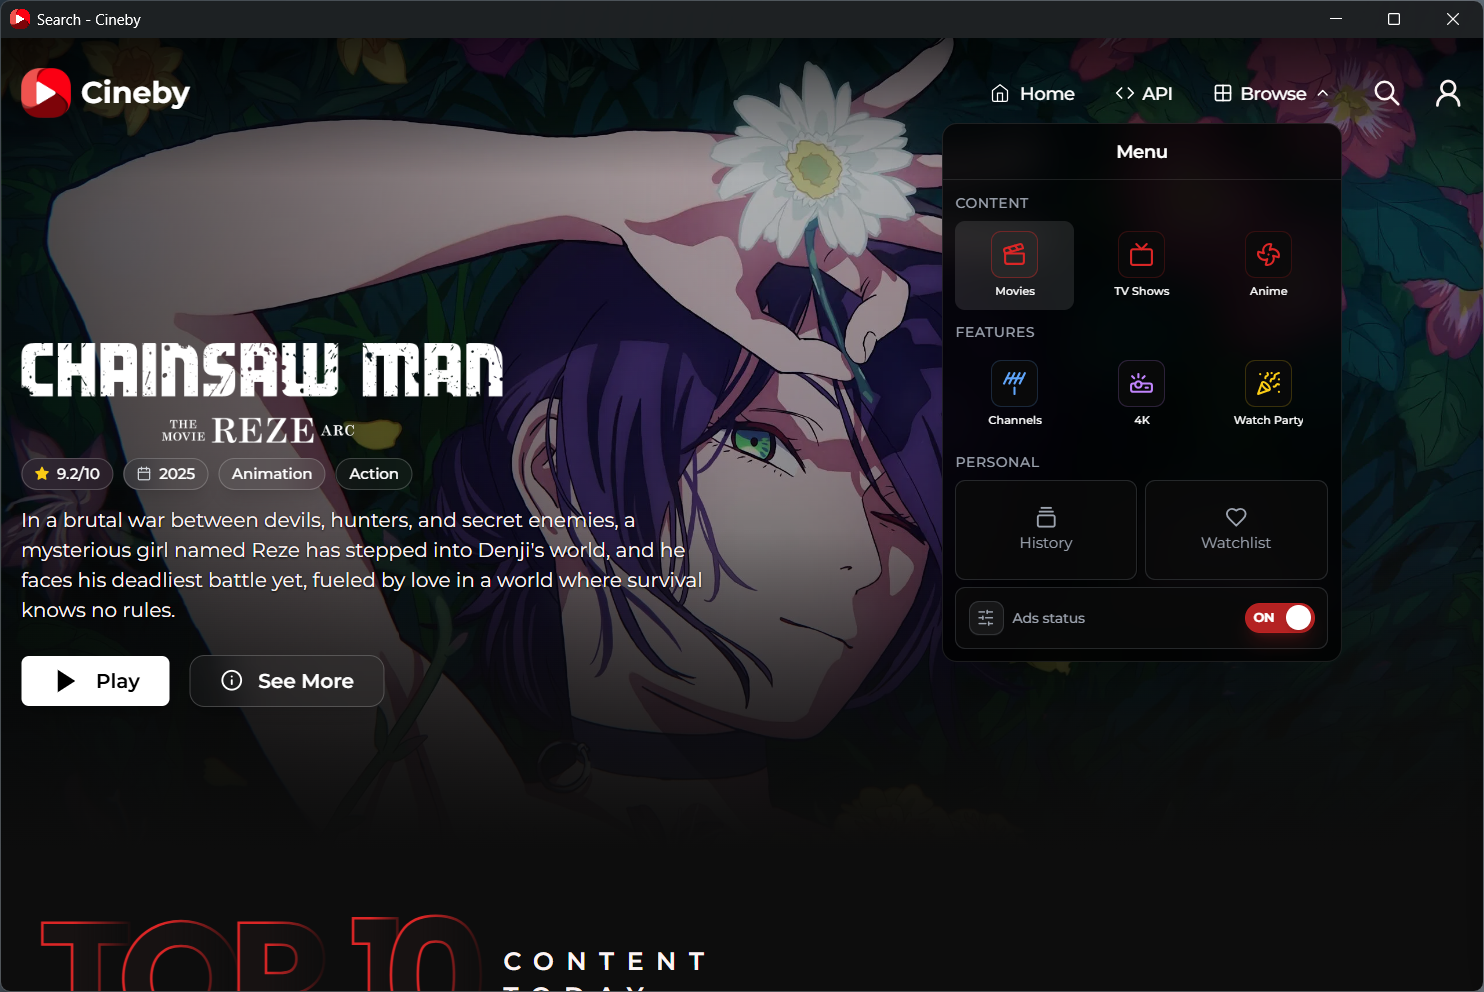 Search - Cineby
Cineby
Home
API
Browse
Menu
CONTENT
Movies
TV Shows
Anime
FEATURES
Channels
4K
Watch Party
PERSONAL
History
Watchlist
Ads status
ON
CHAINSAW MAN
THE MOVIE REZE ARC
9.2/10
2025
Animation
Action
In a brutal war between devils, hunters, and secret enemies, a
mysterious girl named Reze has stepped into Denji's world, and he
faces his deadliest battle yet, fueled by love in a world where survival
knows no rules.
Play
See More
TOP 10
CONTENT
TODAY